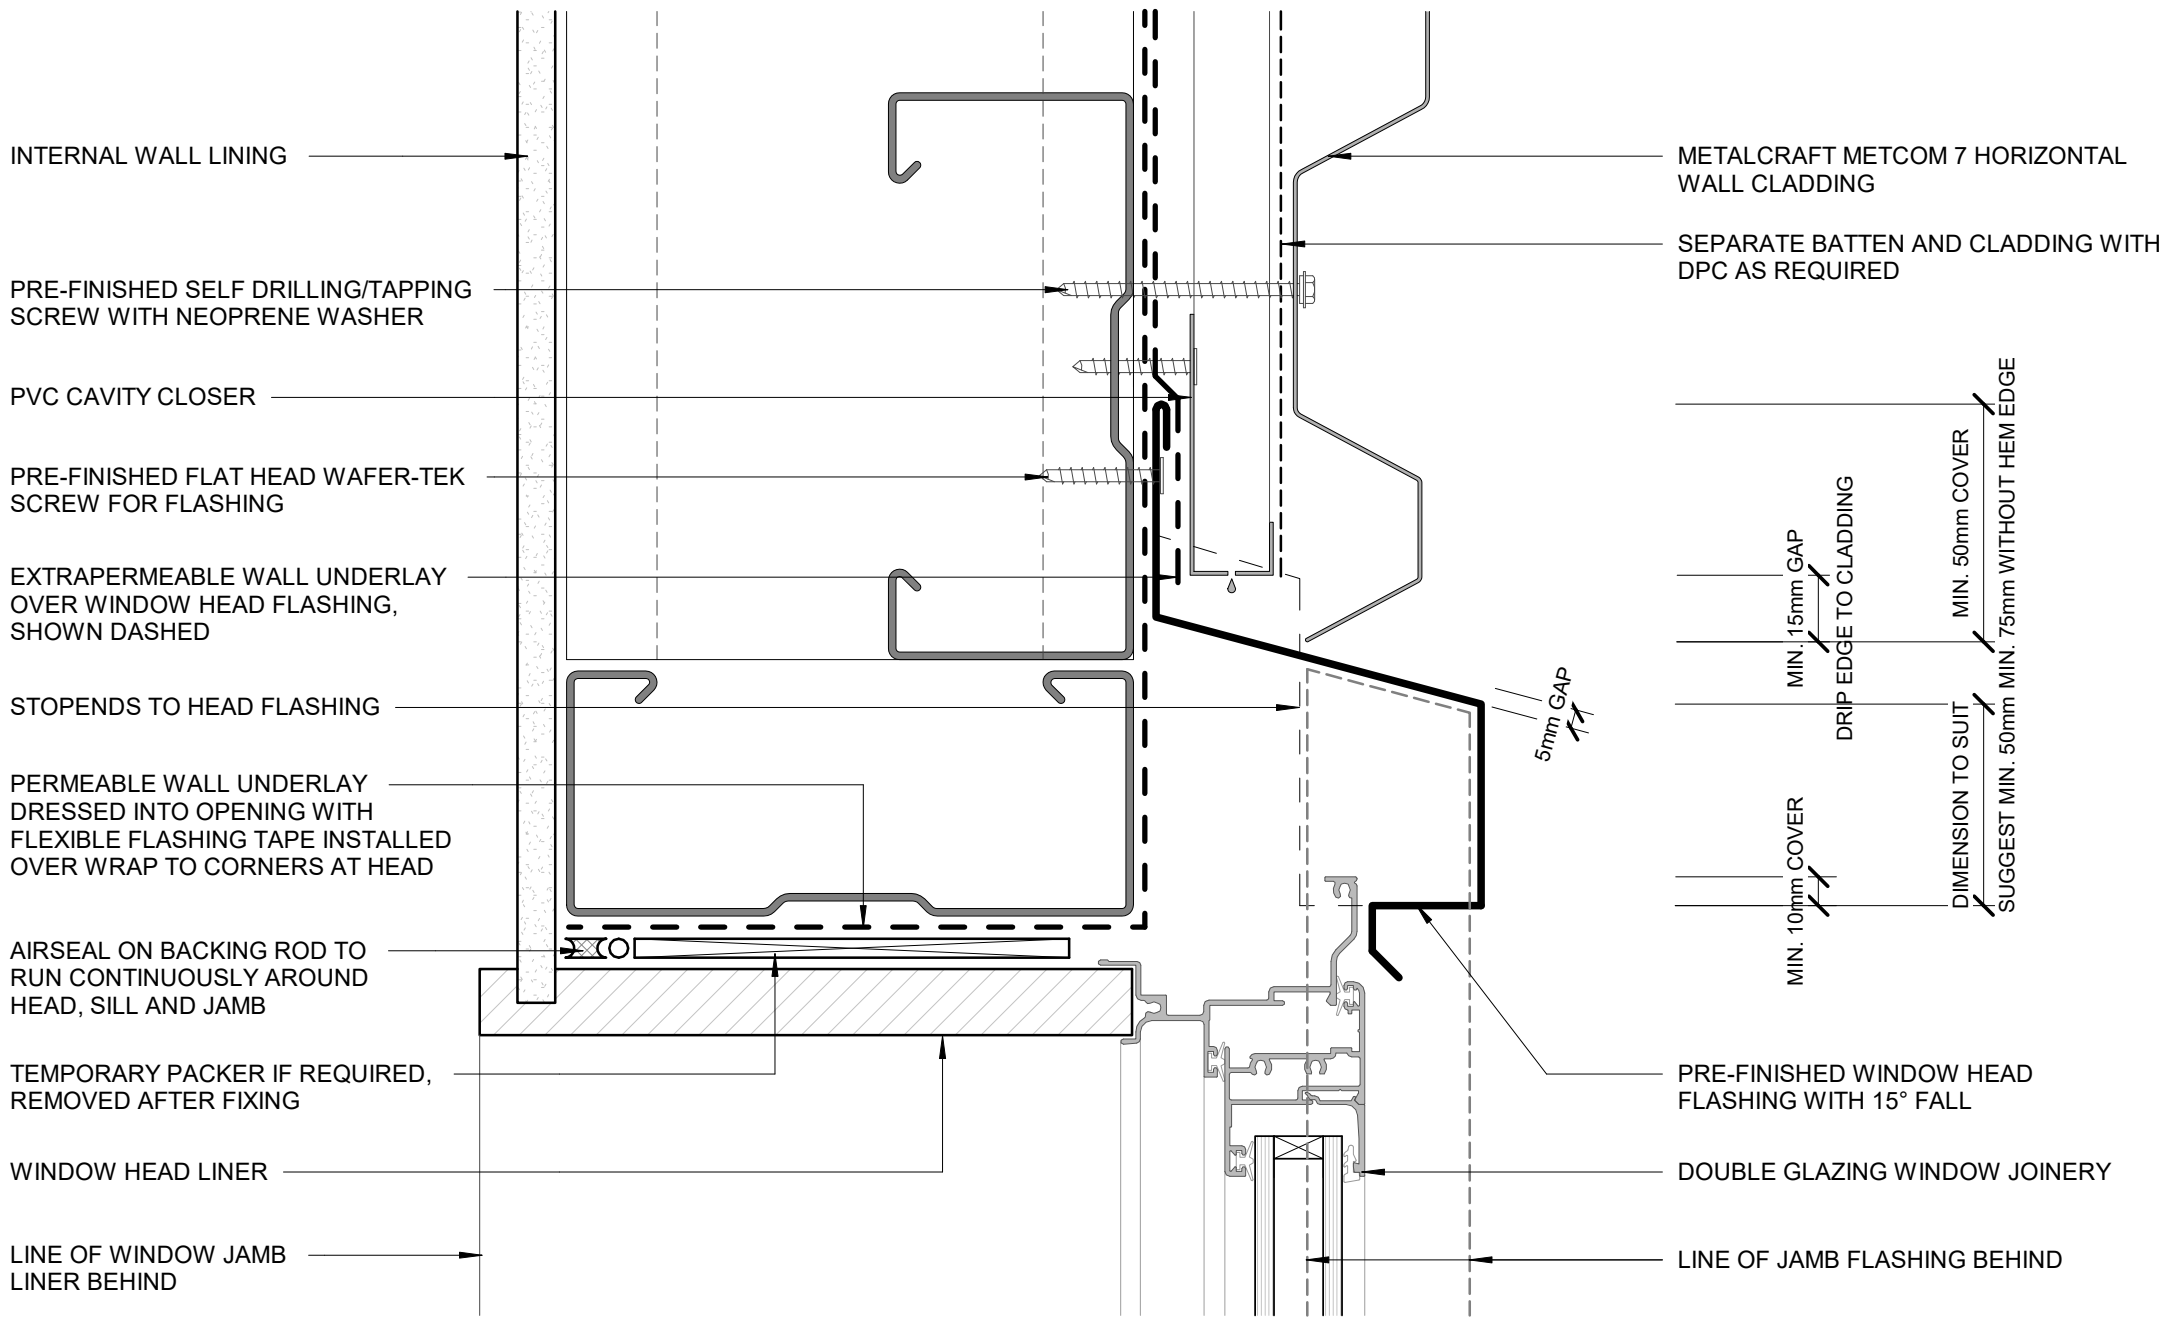 INTERNAL WALL LINING
PRE-FINISHED SELF DRILLING/TAPPING
SCREW WITH NEOPRENE WASHER
PVC CAVITY CLOSER
PRE-FINISHED FLAT HEAD WAFER-TEK
SCREW FOR FLASHING
EXTRAPERMEABLE WALL UNDERLAY
OVER WINDOW HEAD FLASHING,
SHOWN DASHED
STOPENDS TO HEAD FLASHING
PERMEABLE WALL UNDERLAY
DRESSED INTO OPENING WITH
FLEXIBLE FLASHING TAPE INSTALLED
OVER WRAP TO CORNERS AT HEAD
AIRSEAL ON BACKING ROD TO
RUN CONTINUOUSLY AROUND
HEAD, SILL AND JAMB
TEMPORARY PACKER IF REQUIRED,
REMOVED AFTER FIXING
WINDOW HEAD LINER
LINE OF WINDOW JAMB
LINER BEHIND
METALCRAFT METCOM 7 HORIZONTAL
WALL CLADDING
SEPARATE BATTEN AND CLADDING WITH
DPC AS REQUIRED
5mm GAP
MIN. 15mm GAP
DRIP EDGE TO CLADDING
MIN. 50mm COVER
MIN. 75mm WITHOUT HEM EDGE
MIN. 10mm COVER
DIMENSION TO SUIT
SUGGEST MIN. 50mm
PRE-FINISHED WINDOW HEAD
FLASHING WITH 15° FALL
DOUBLE GLAZING WINDOW JOINERY
LINE OF JAMB FLASHING BEHIND